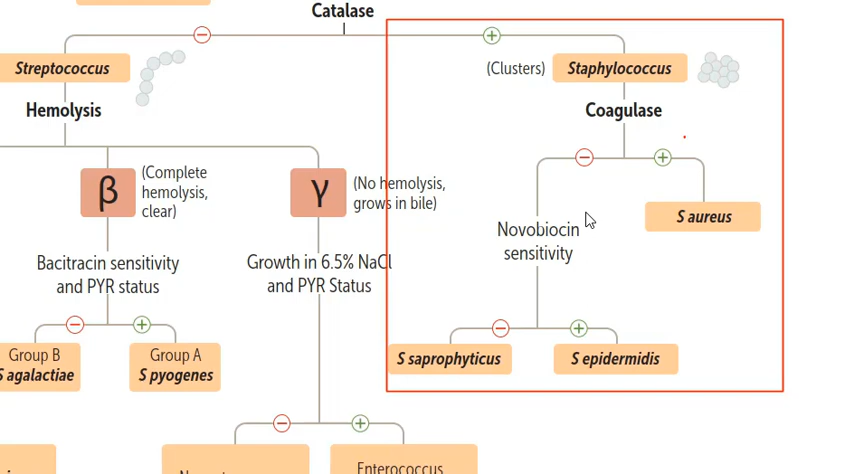 Catalase
−
+
Streptococcus
(Clusters)
Staphylococcus
Hemolysis
Coagulase
−
+
β
(Complete
hemolysis,
clear)
γ
(No hemolysis,
grows in bile)
S aureus
Novobiocin
sensitivity
Bacitracin sensitivity
and PYR status
Growth in 6.5% NaCl
and PYR Status
−
+
−
+
Group B
S agalactiae
Group A
S pyogenes
S saprophyticus
S epidermidis
−
+
Enterococcus